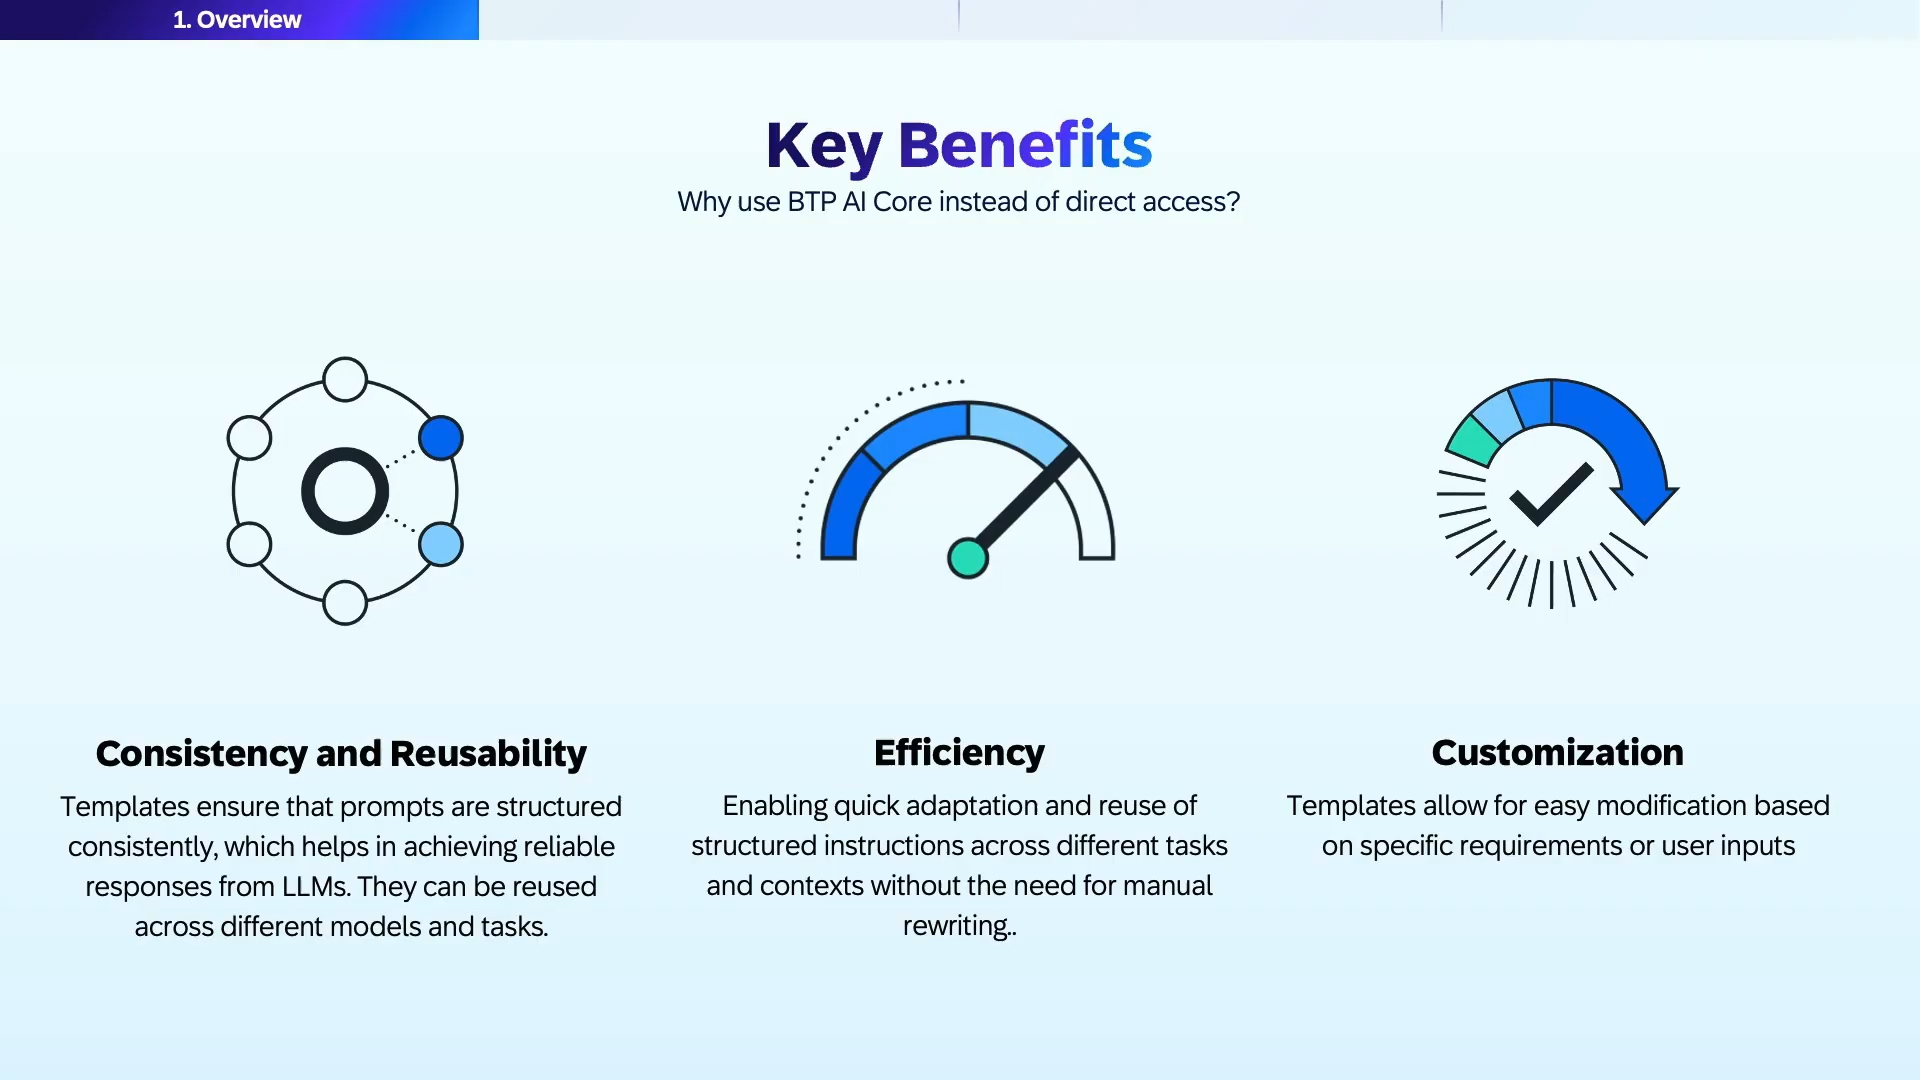 1. Overview
Key Benefits
Why use BTP AI Core instead of direct access?
Consistency and Reusability
Templates ensure that prompts are structured
consistently, which helps in achieving reliable
responses from LLMs. They can be reused
across different models and tasks.
Efficiency
Enabling quick adaptation and reuse of
structured instructions across different tasks
and contexts without the need for manual
rewriting..
Customization
Templates allow for easy modification based
on specific requirements or user inputs